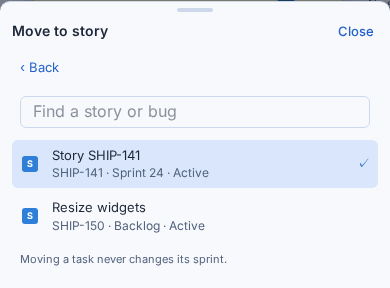 Move to story
Close
‹ Back
Find a story or bug
S
Story SHIP-141
SHIP-141 · Sprint 24 · Active
✓
S
Resize widgets
SHIP-150 · Backlog · Active
Moving a task never changes its sprint.